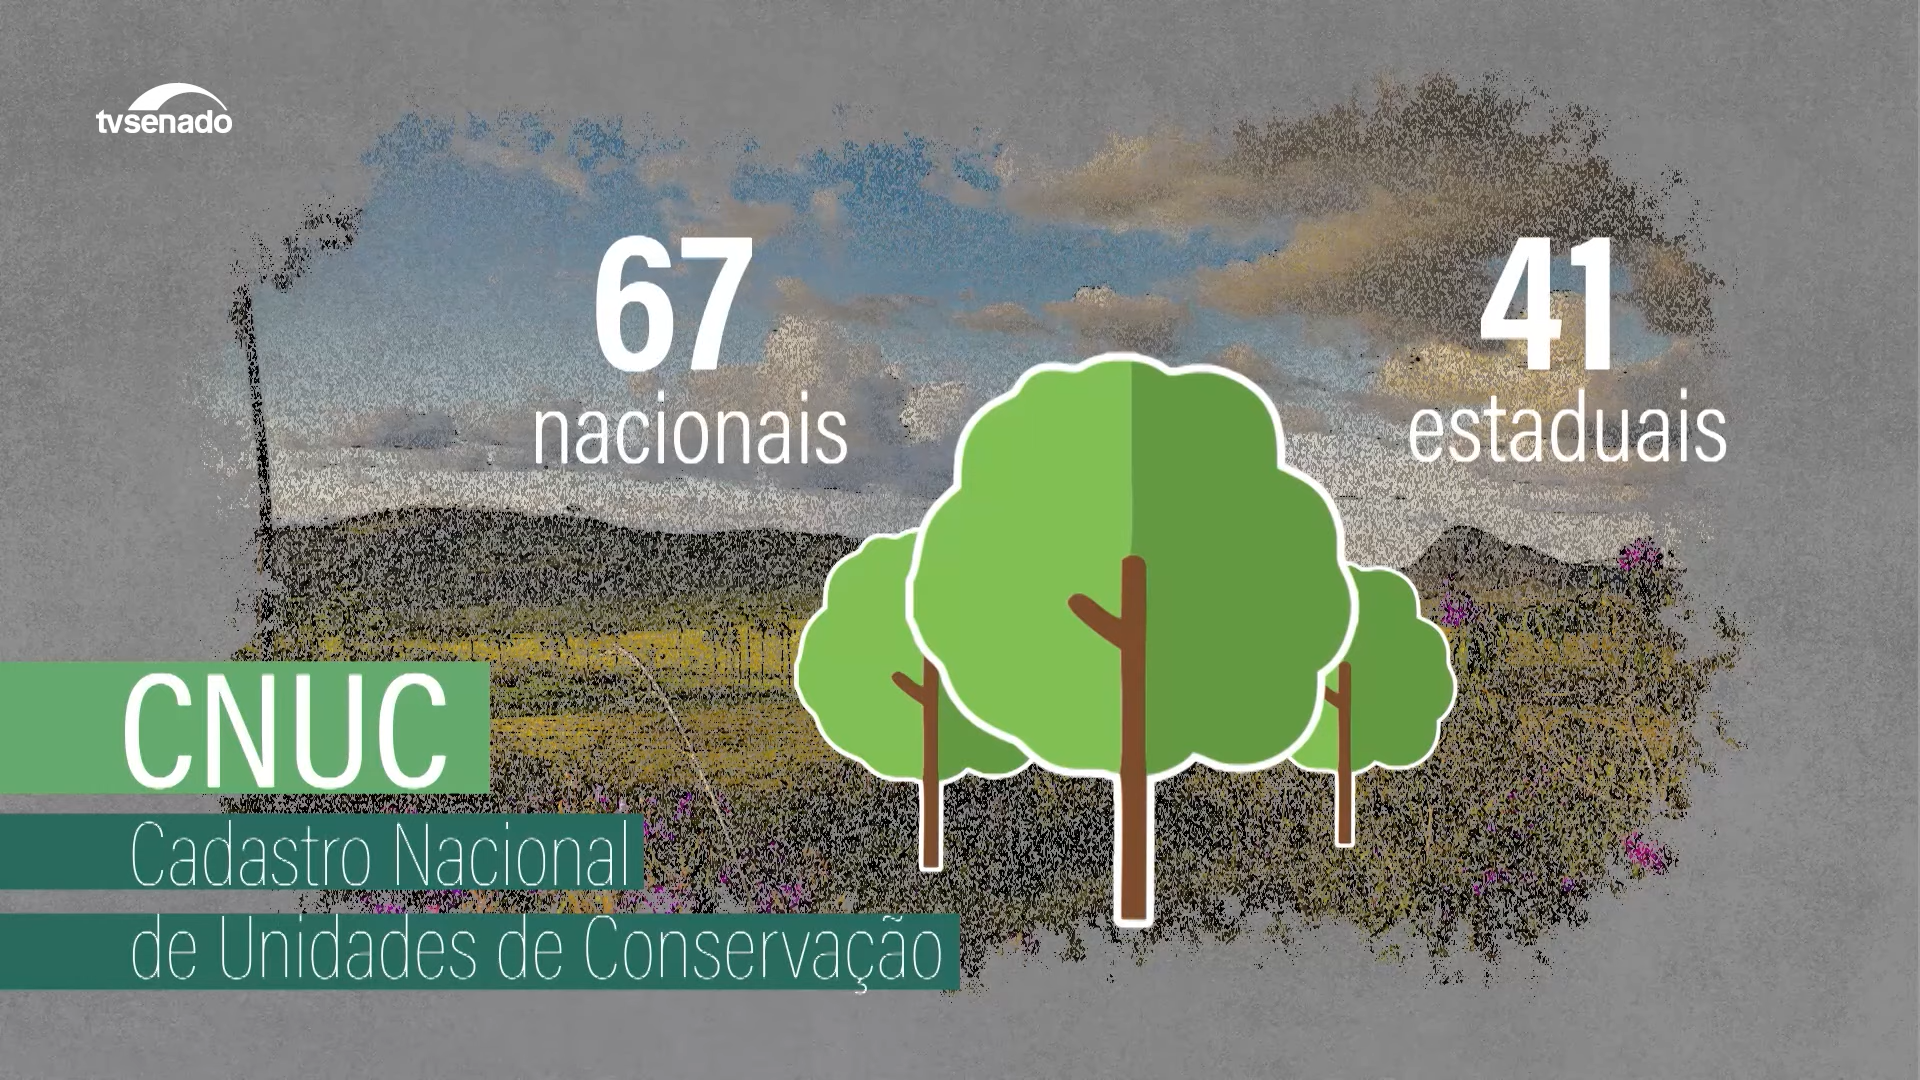 tvsenado
67
nacionais
41
estaduais
CNUC
Cadastro Nacional
de Unidades de Conservação